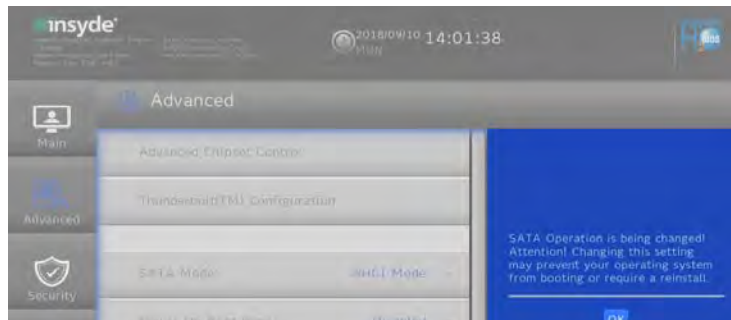 insyde
2018/09/10 14:01:38
MON
Bios
Main
Advanced
Advanced Chipset Control
Thunderbolt(TM) Configuration
Advanced
SATA Mode: AHCI Mode
Security
SATA Operation is being changed!
Attention! Changing this setting
may prevent your operating system
from booting or require a reinstall.
OK